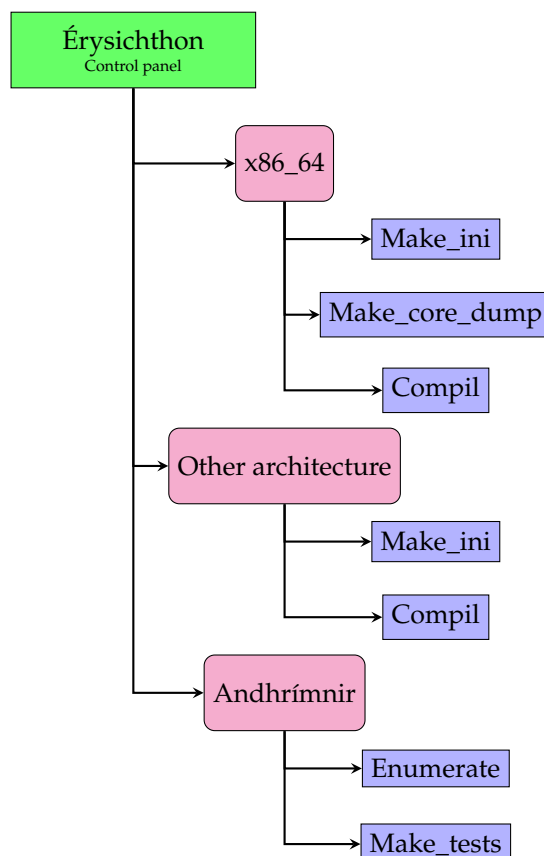 Érysichthon
Control panel
x86_64
Make_ini
Make_core_dump
Compil
Other architecture
Make_ini
Compil
Andhrímnir
Enumerate
Make_tests